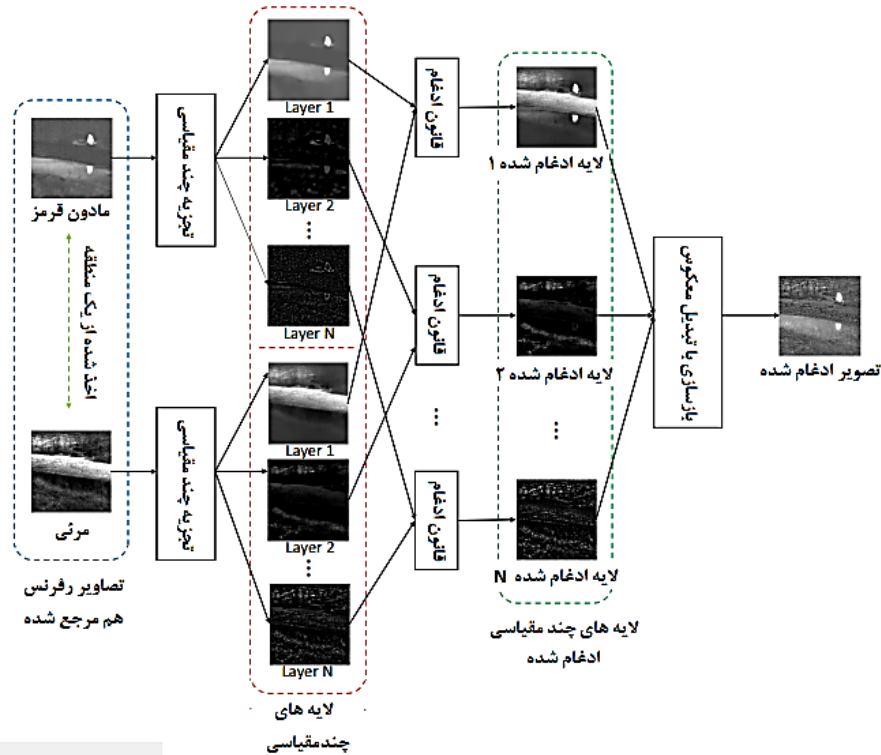 مادون قرمز
اخذ شده از یک منطقه
مرئی
تصاویر رفرنس
هم مرجع شده
تجزیه چند مقیاسی
تجزیه چند مقیاسی
Layer 1
Layer 2
...
Layer N
Layer 1
Layer 2
...
Layer N
لایه های
چندمقیاسی
قانون ادغام
قانون ادغام
...
قانون ادغام
لایه ادغام شده ۱
لایه ادغام شده ۲
...
لایه ادغام شده N
لایه های چند مقیاسی
ادغام شده
بازسازی با تبدیل معکوس
تصویر ادغام شده